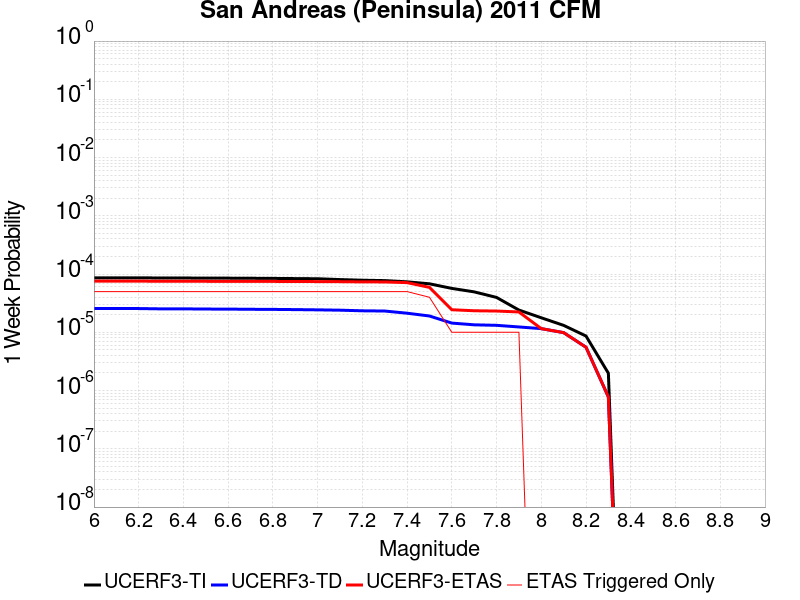 San Andreas (Peninsula) 2011 CFM
1 Week Probability
10^0
10^-1
10^-2
10^-3
10^-4
10^-5
10^-6
10^-7
10^-8
6 6.2 6.4 6.6 6.8 7 7.2 7.4 7.6 7.8 8 8.2 8.4 8.6 8.8 9
Magnitude
UCERF3-TI UCERF3-TD UCERF3-ETAS ETAS Triggered Only